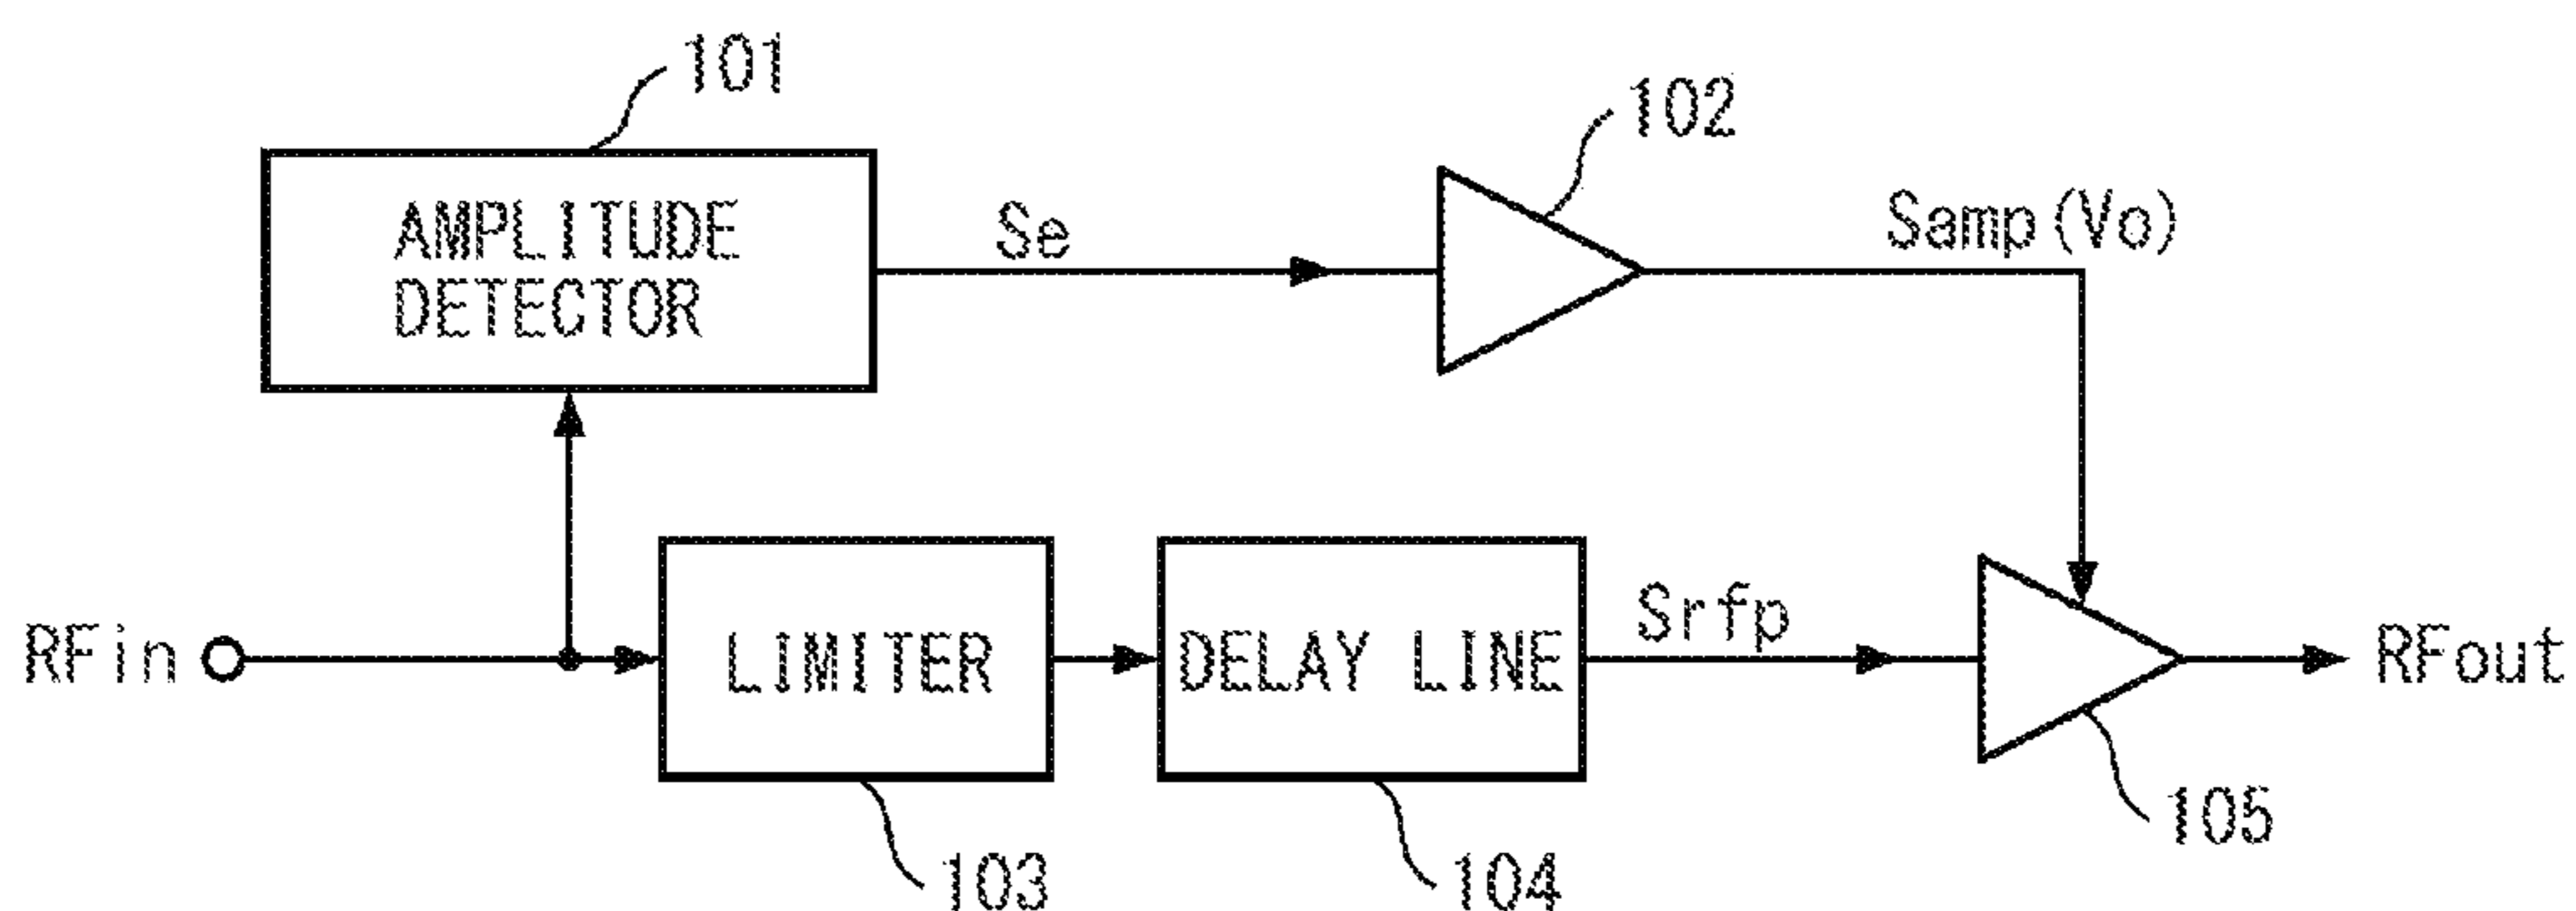 101
102
AMPLITUDE
DETECTOR
Se
Samp(Vo)
RFin
LIMITER
DELAY LINE
Srfp
RFout
103
104
105